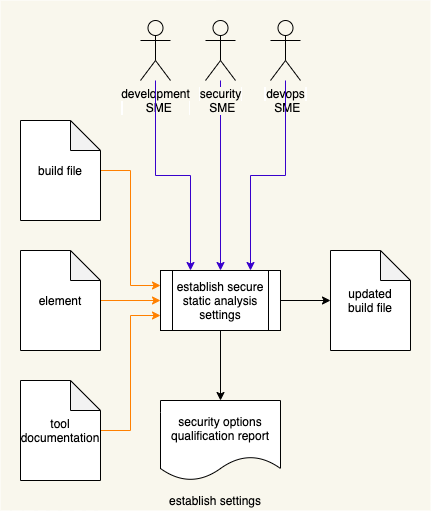 development
SME
security
SME
devops
SME
build file
element
tool
documentation
establish secure
static analysis
settings
updated
build file
security options
qualification report
establish settings